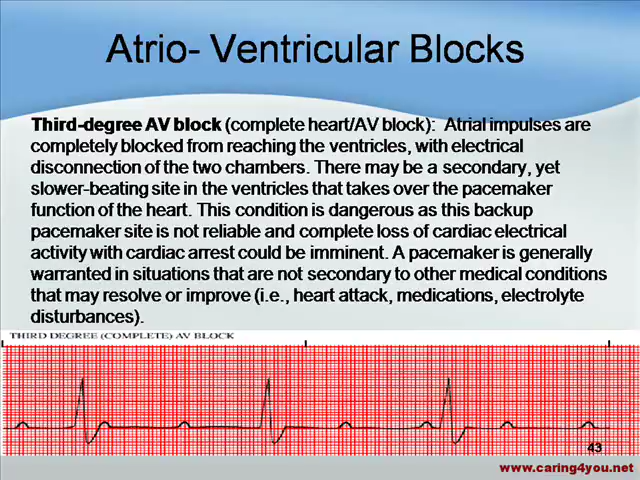 Atrio- Ventricular Blocks
Third-degree AV block (complete heart/AV block): Atrial impulses are
completely blocked from reaching the ventricles, with electrical
disconnection of the two chambers. There may be a secondary, yet
slower-beating site in the ventricles that takes over the pacemaker
function of the heart. This condition is dangerous as this backup
pacemaker site is not reliable and complete loss of cardiac electrical
activity with cardiac arrest could be imminent. A pacemaker is generally
warranted in situations that are not secondary to other medical conditions
that may resolve or improve (i.e., heart attack, medications, electrolyte
disturbances).
THIRD DEGREE (COMPLETE) AV BLOCK
43
www.caring4you.net